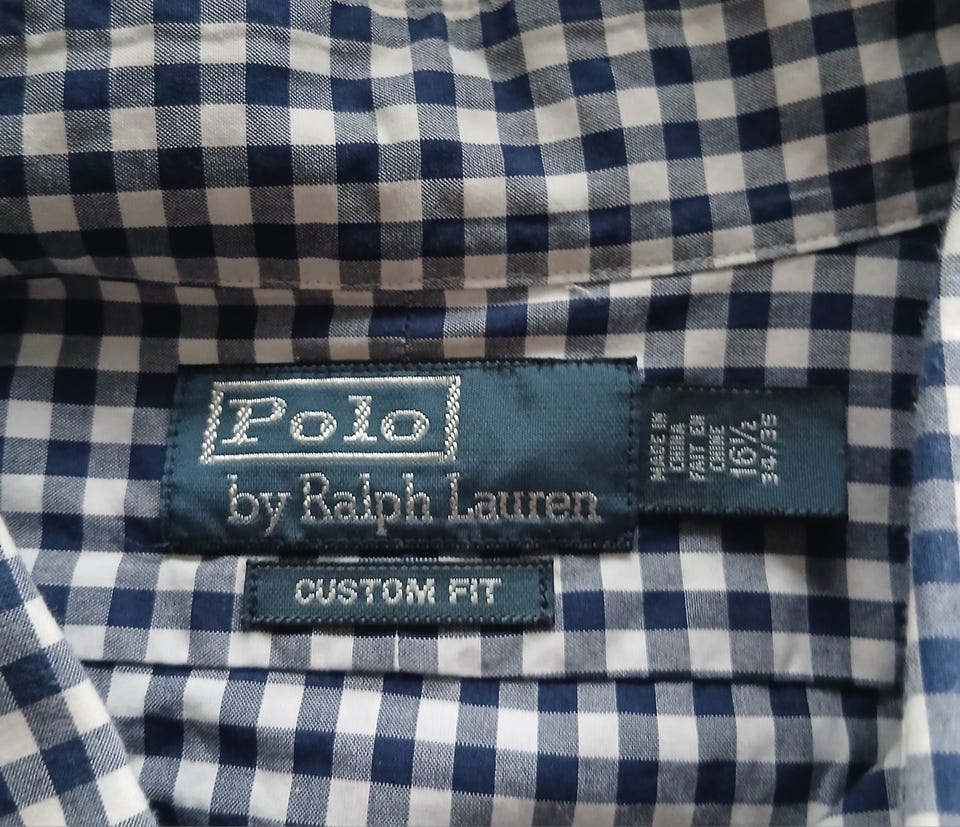 Polo
by Ralph Lauren
CUSTOM FIT
MADE IN
CHINA
FAIT EN
CHINE
16½
34/35